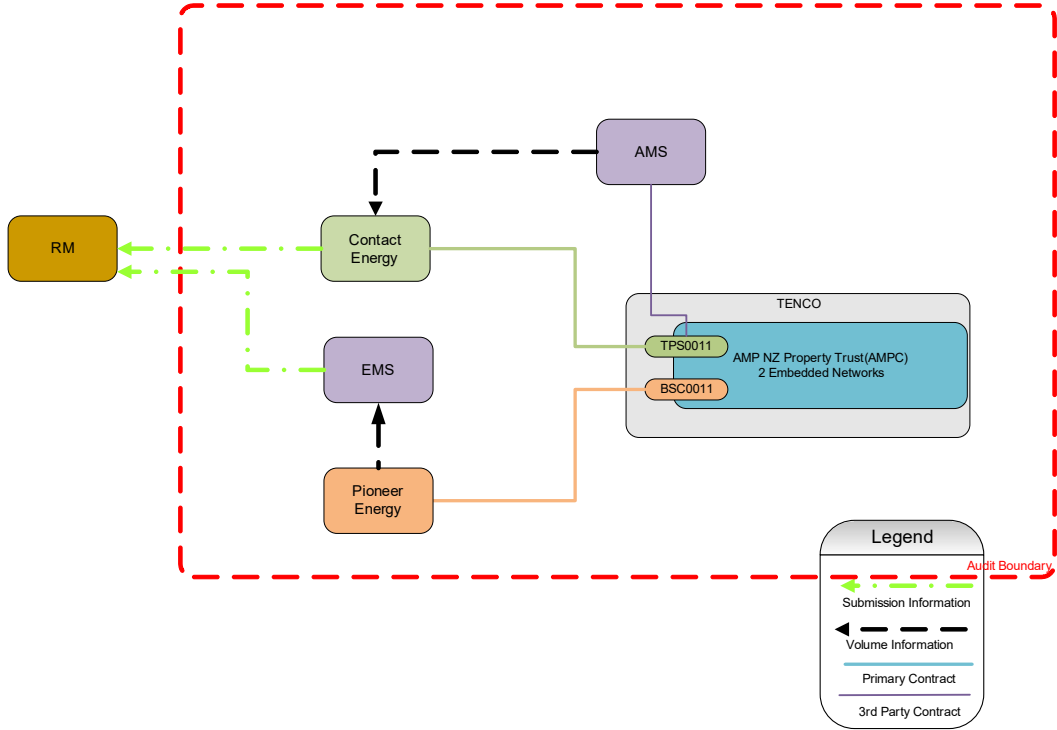 AMS
RM
Contact
Energy
TENCO
TPS0011
AMP NZ Property Trust(AMPC)
2 Embedded Networks
EMS
BSC0011
Pioneer
Energy
Legend
Audit Boundary
Submission Information
Volume Information
Primary Contract
3rd Party Contract